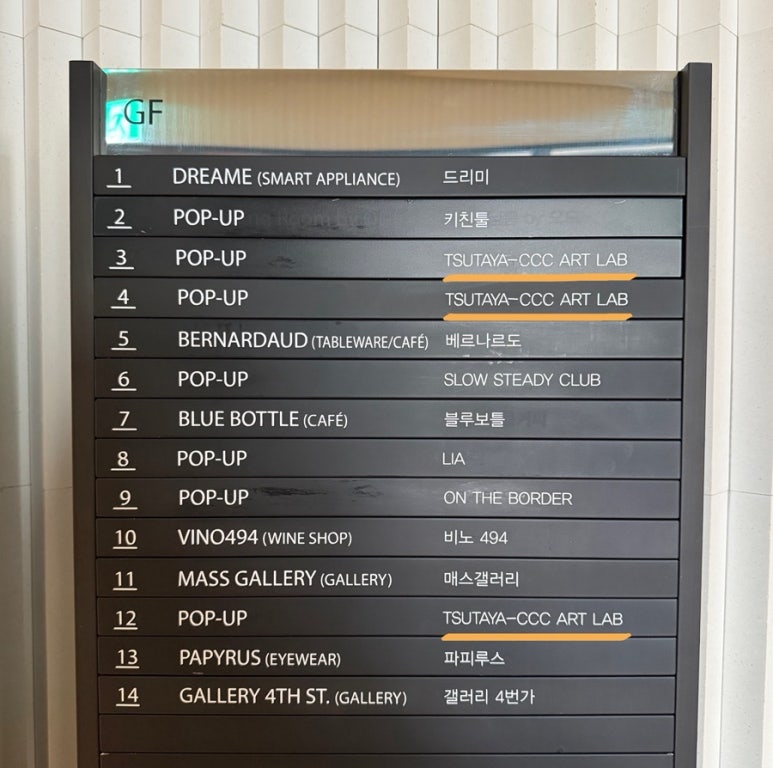 GF
1 DREAME (SMART APPLIANCE) 드리미
2 POP-UP 키친툴
3 POP-UP TSUTAYA-CCC ART LAB
4 POP-UP TSUTAYA-CCC ART LAB
5 BERNARDAUD (TABLEWARE/CAFÉ) 베르나르도
6 POP-UP SLOW STEADY CLUB
7 BLUE BOTTLE (CAFÉ) 블루보틀
8 POP-UP LIA
9 POP-UP ON THE BORDER
10 VINO494 (WINE SHOP) 비노 494
11 MASS GALLERY (GALLERY) 매스갤러리
12 POP-UP TSUTAYA-CCC ART LAB
13 PAPYRUS (EYEWEAR) 파피루스
14 GALLERY 4TH ST. (GALLERY) 갤러리 4번가